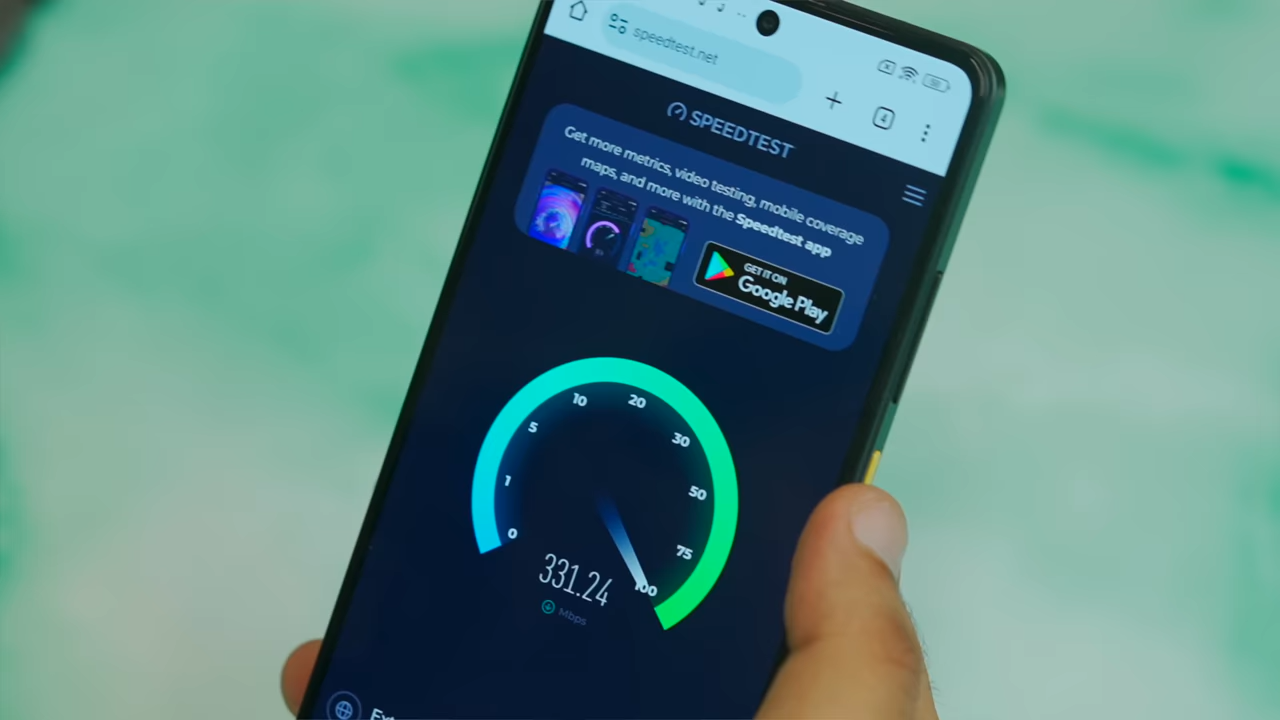 speedtest.net
4
SPEEDTEST
Get more metrics, video testing, mobile coverage
maps, and more with the Speedtest app
GET IT ON
Google Play
0
1
5
10
20
30
50
75
100
331.24
Mbps